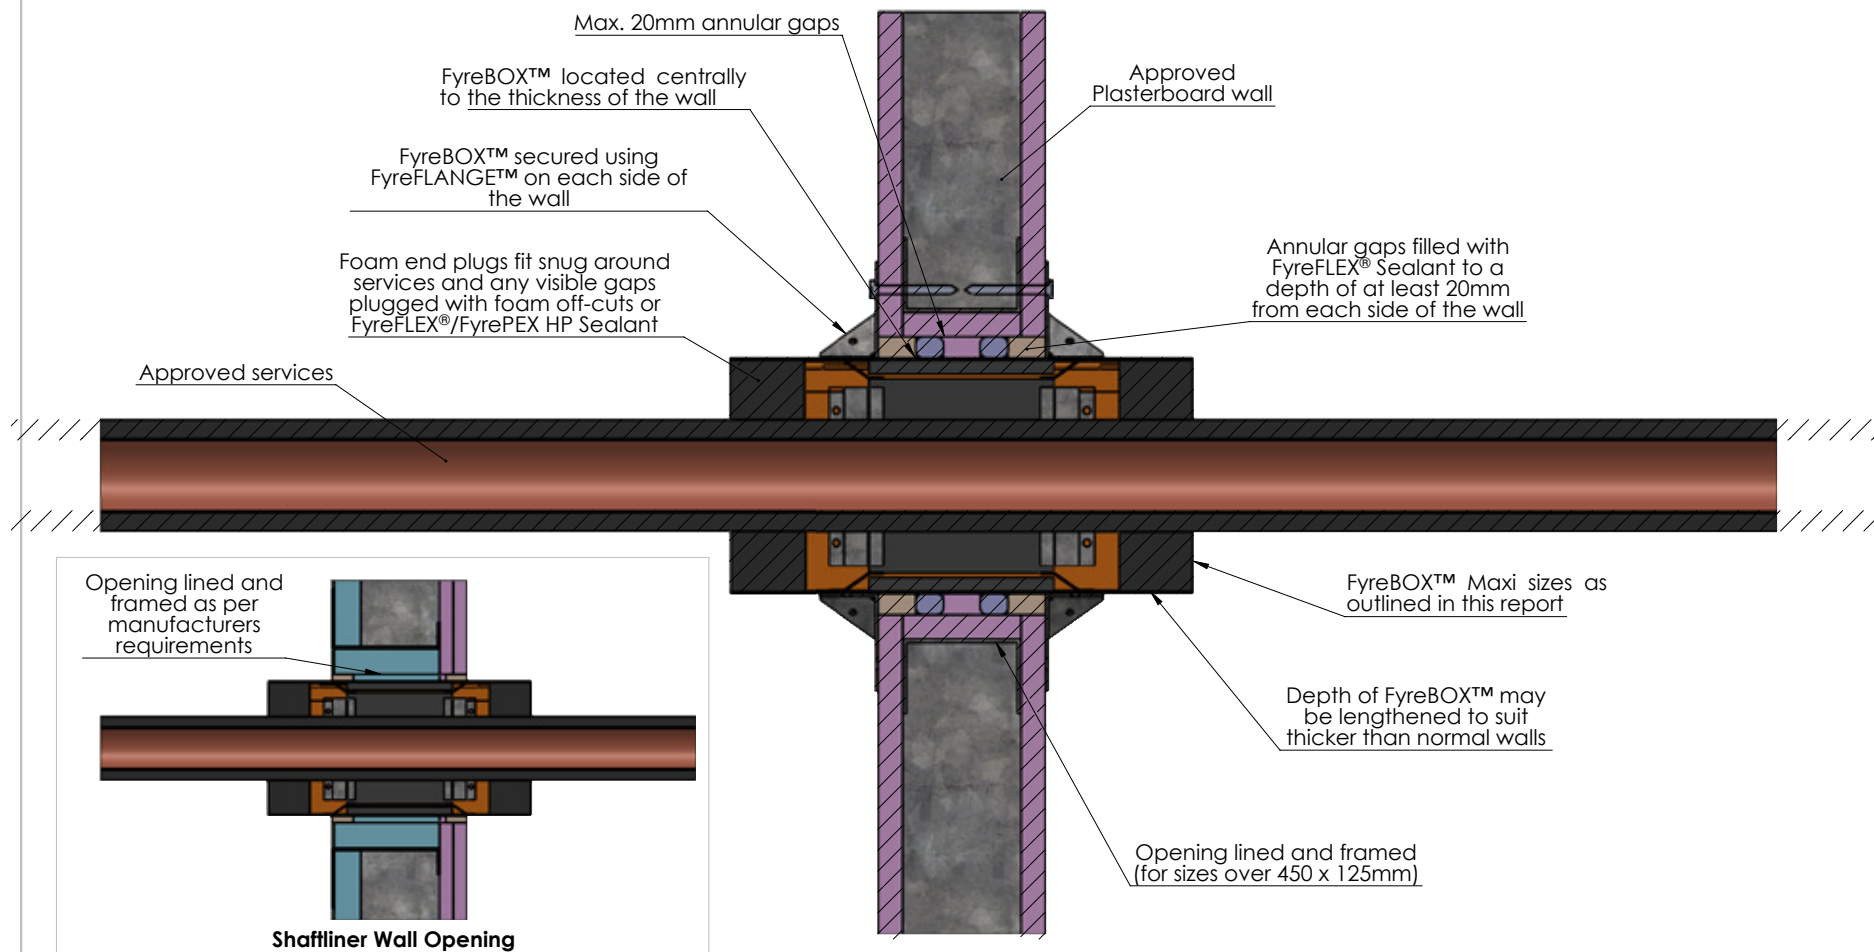 Max. 20mm annular gaps
FyreBOX™ located centrally
to the thickness of the wall
FyreBOX™ secured using
FyreFLANGE™ on each side of
the wall
Foam end plugs fit snug around
services and any visible gaps
plugged with foam off-cuts or
FyreFLEX®/FyrePEX HP Sealant
Approved services
Approved
Plasterboard wall
Annular gaps filled with
FyreFLEX® Sealant to a
depth of at least 20mm
from each side of the wall
FyreBOX™ Maxi sizes as
outlined in this report
Depth of FyreBOX™ may
be lengthened to suit
thicker than normal walls
Opening lined and framed
(for sizes over 450 x 125mm)
Opening lined and
framed as per
manufacturers
requirements
Shaftliner Wall Opening